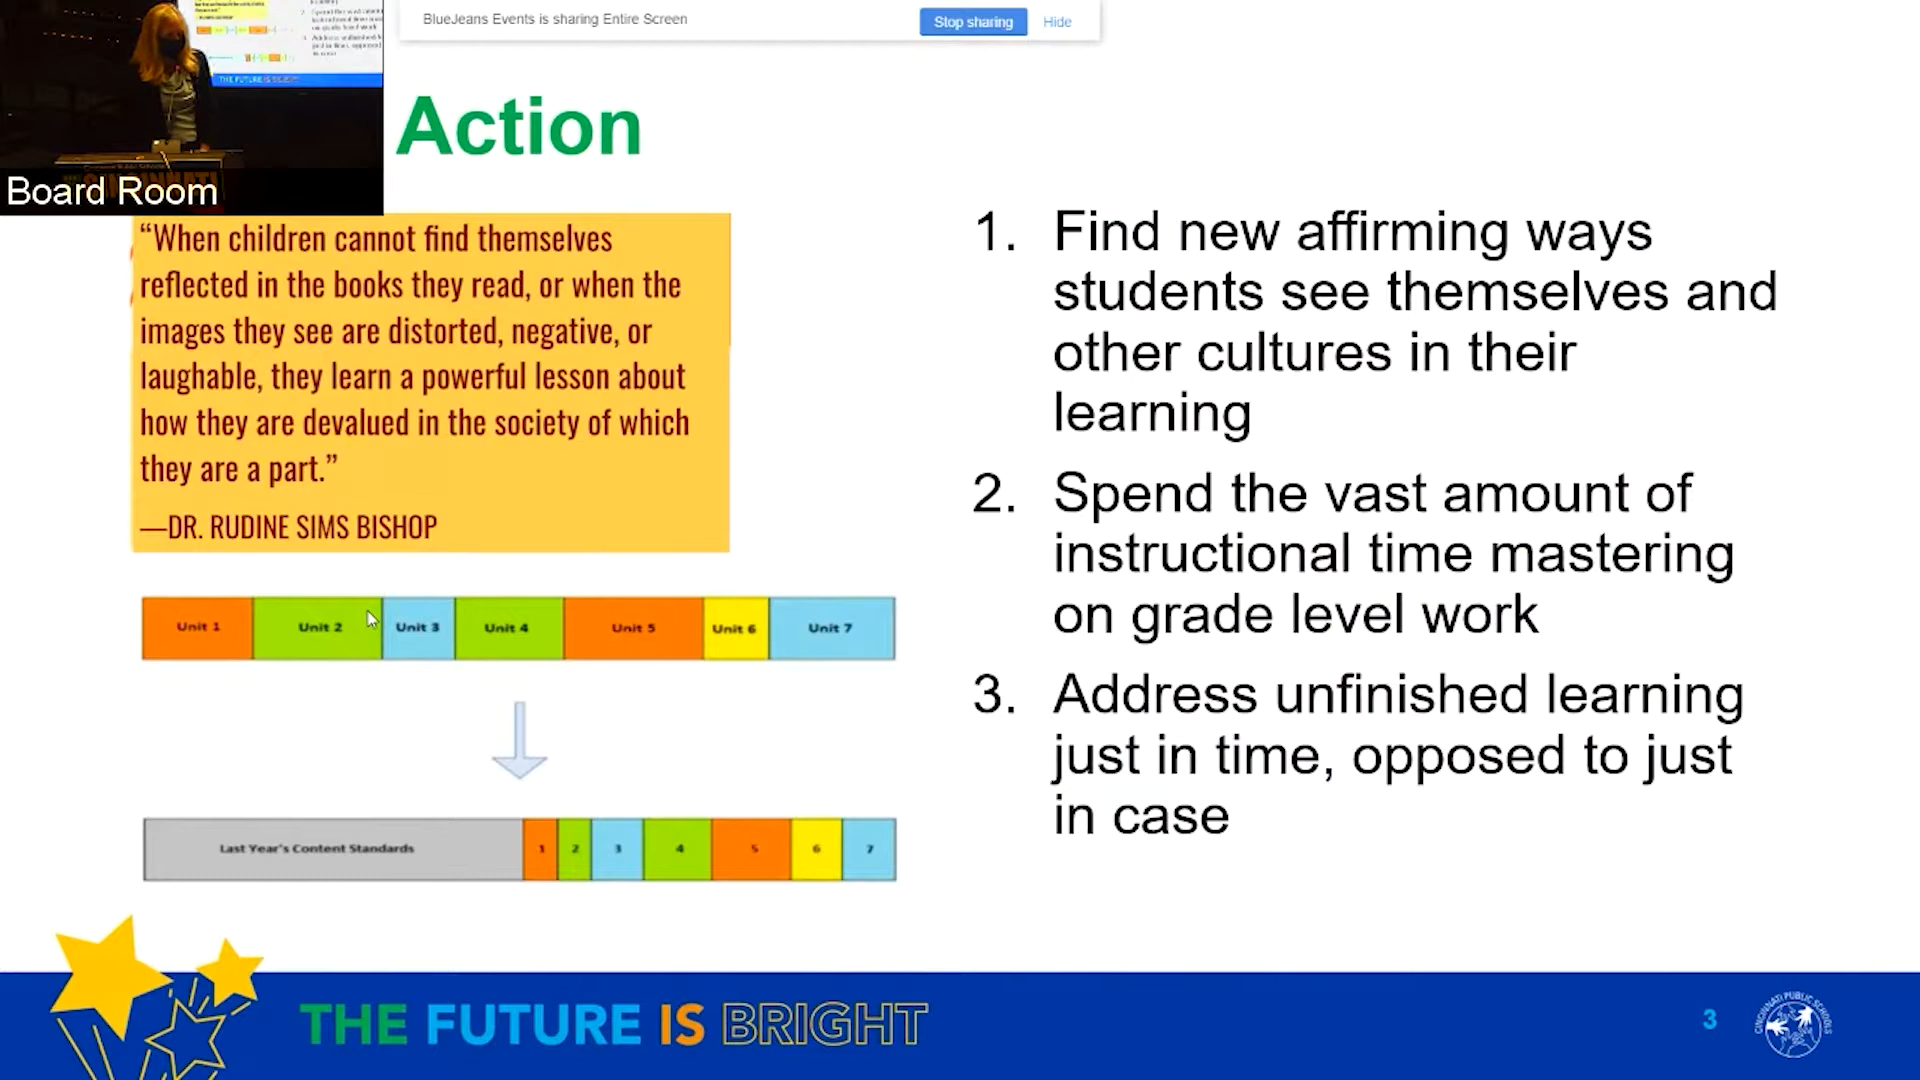 BlueJeans Events is sharing Entire Screen
Stop sharing
Hide
THE FUTURE IS
Board Room
Action
“When children cannot find themselves
reflected in the books they read, or when the
images they see are distorted, negative, or
laughable, they learn a powerful lesson about
how they are devalued in the society of which
they are a part.”
—DR. RUDINE SIMS BISHOP
Unit 1 Unit 2 Unit 3 Unit 4 Unit 5 Unit 6 Unit 7
Last Year's Content Standards 1 2 3 4 5 6 7
1. Find new affirming ways
students see themselves and
other cultures in their
learning
2. Spend the vast amount of
instructional time mastering
on grade level work
3. Address unfinished learning
just in time, opposed to just
in case
THE FUTURE IS BRIGHT
3
CINCINNATI PUBLIC SCHOOLS